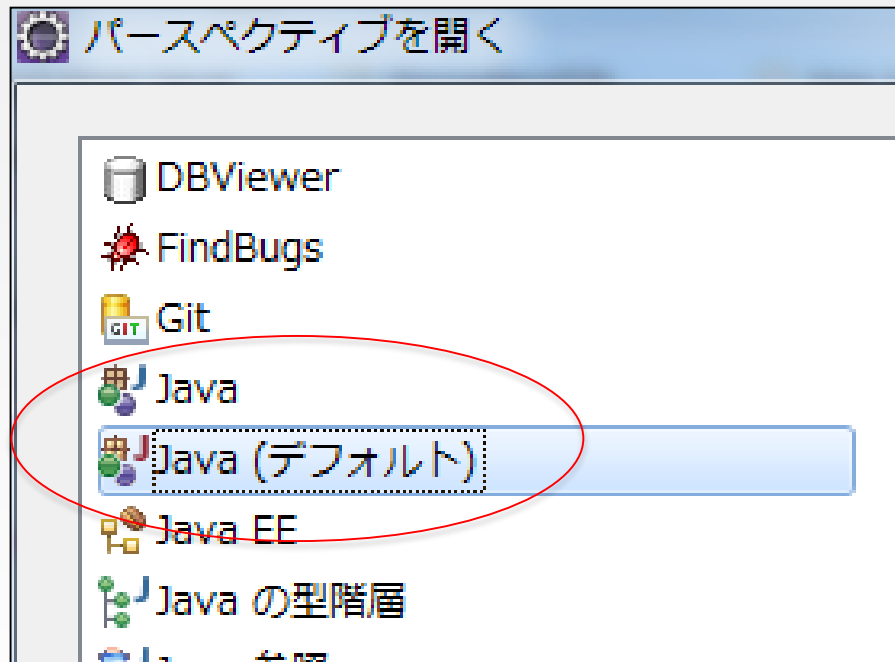 パースペクティブを開く
DBViewer
FindBugs
GIT Git
Java
Java (デフォルト)
Java EE
Java の型階層
Java